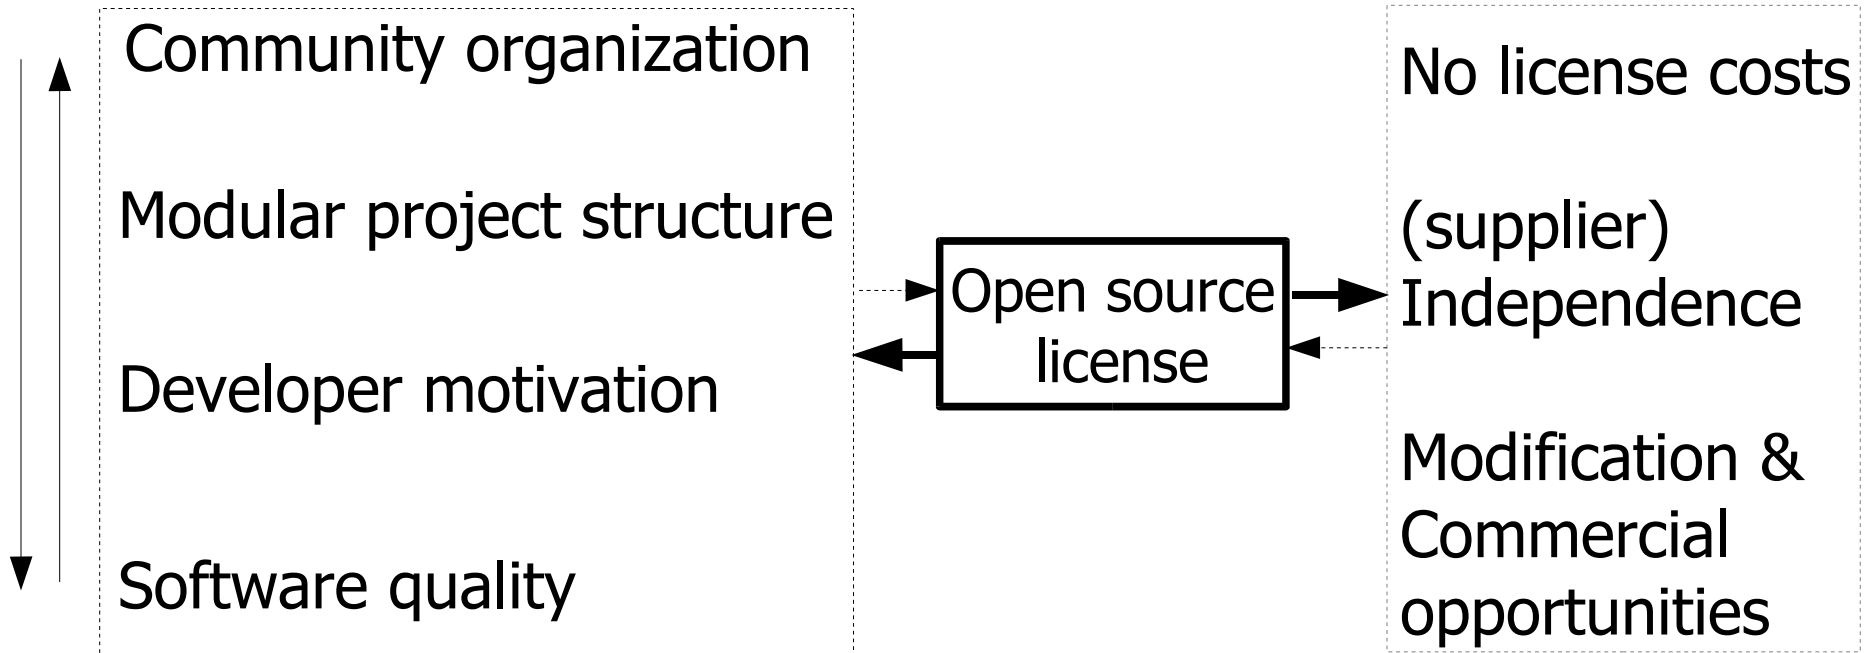 Community organization
Modular project structure
Developer motivation
Software quality
Open source
license
No license costs
(supplier)
Independence
Modification &
Commercial
opportunities